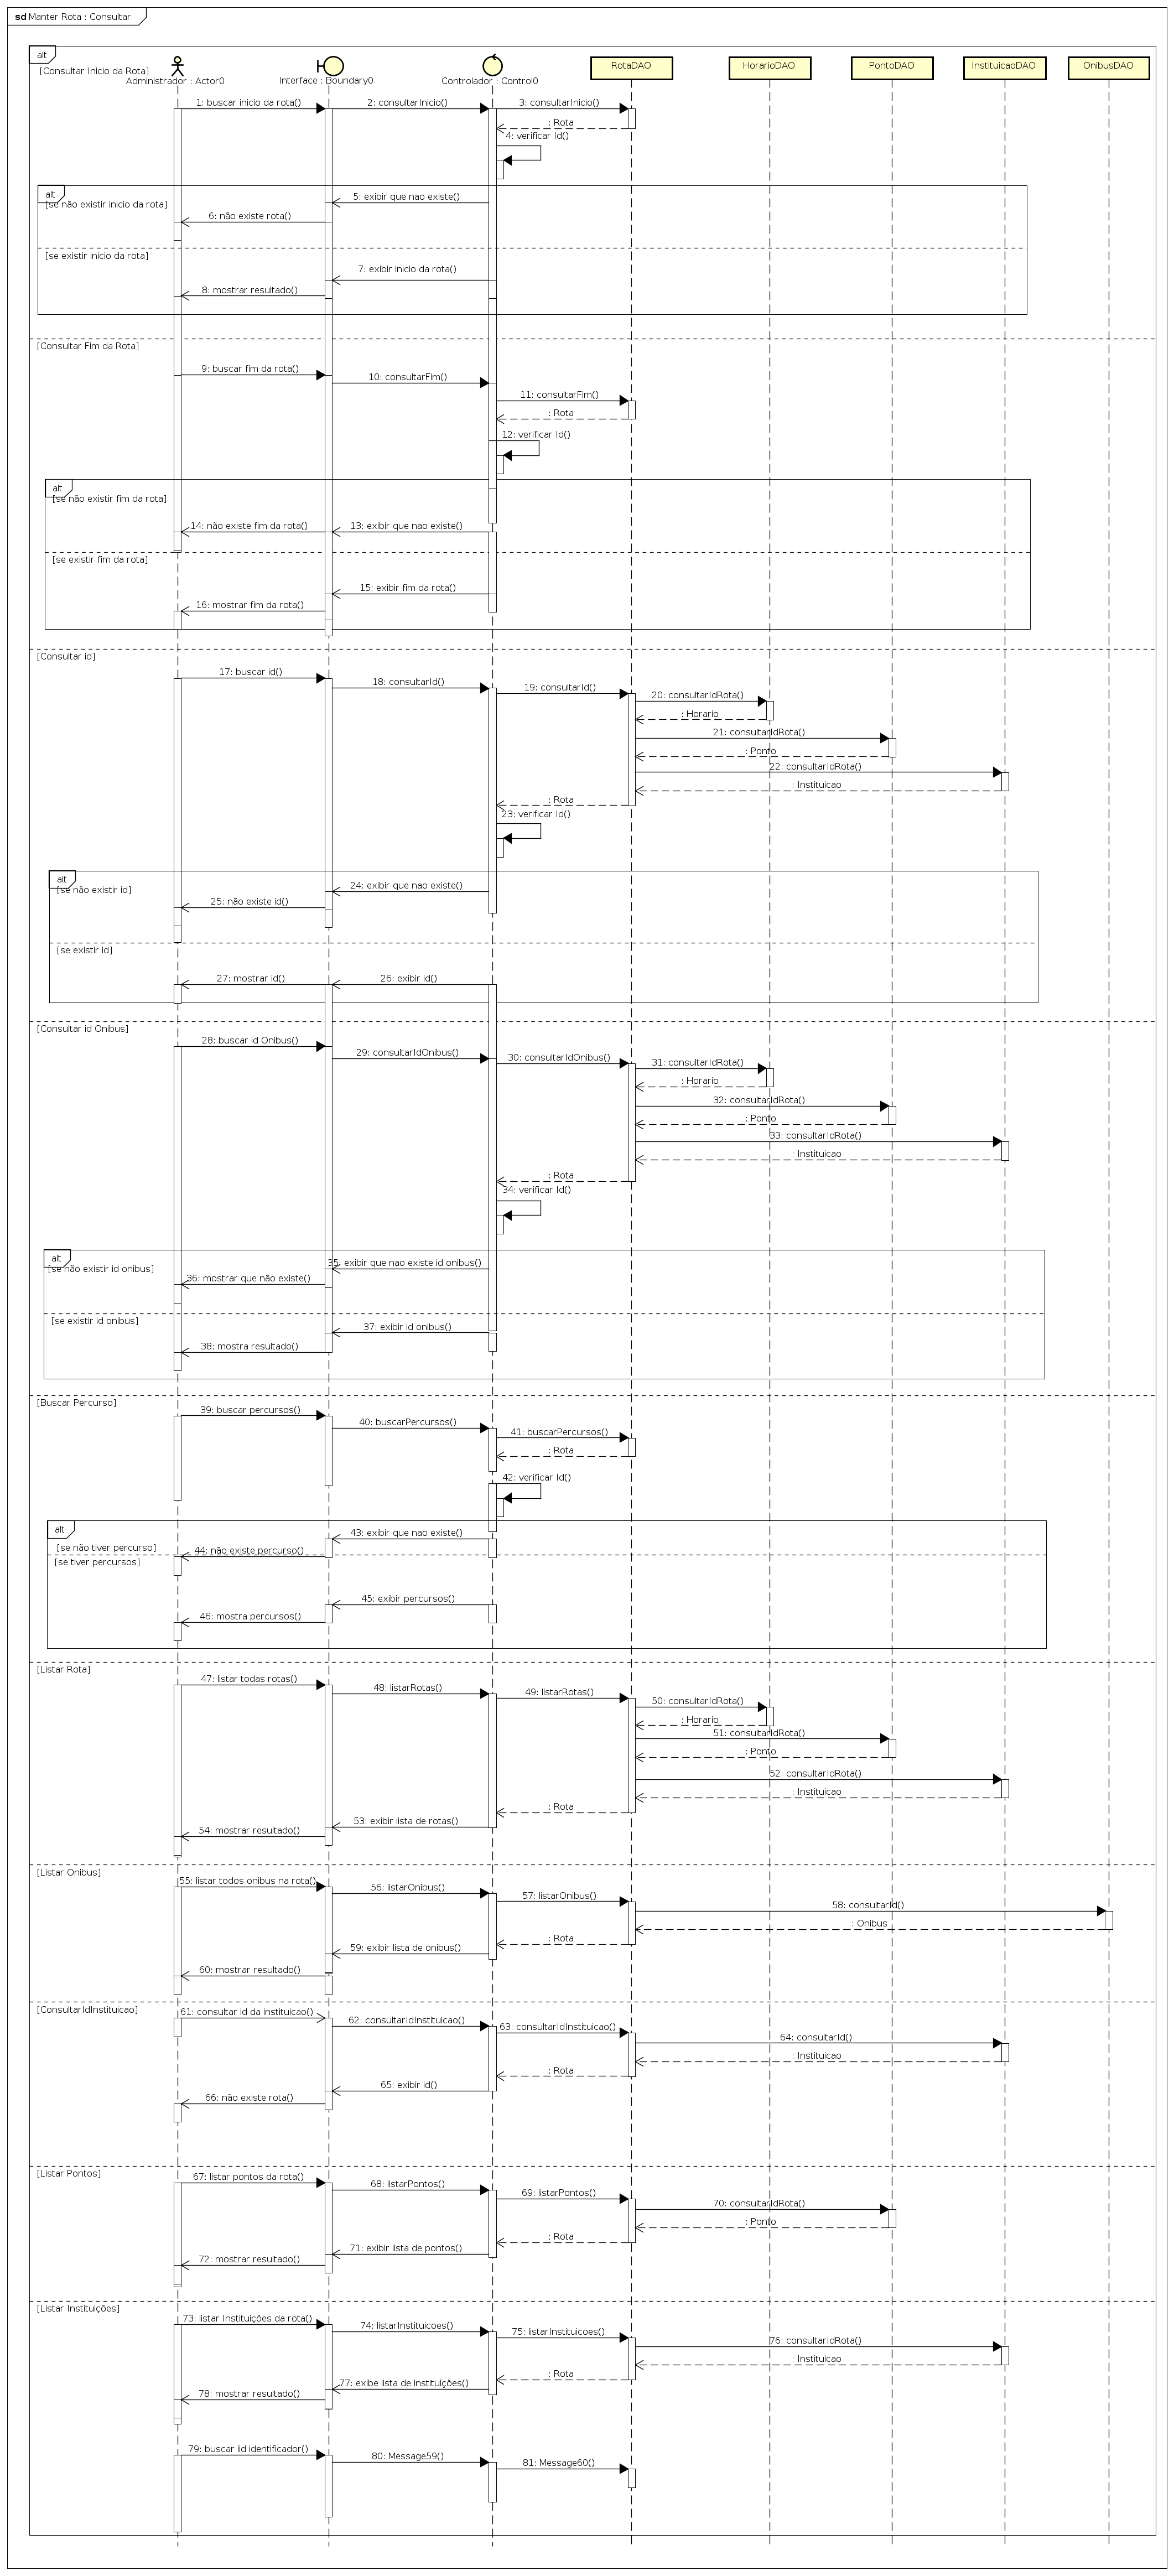 sd Manter Rota : Consultar
alt
[Consultar Inicio da Rota]
Administrador : Actor0
Interface : Boundary0
Controlador : Control0
RotaDAO
HorarioDAO
PontoDAO
InstituicaoDAO
OnibusDAO
1: buscar inicio da rota()
2: consultarInicio()
3: consultarInicio()
: Rota
4: verificar Id()
alt
[se não existir inicio da rota]
5: exibir que nao existe()
6: não existe rota()
[se existir inicio da rota]
7: exibir inicio da rota()
8: mostrar resultado()
[Consultar Fim da Rota]
9: buscar fim da rota()
10: consultarFim()
11: consultarFim()
: Rota
12: verificar Id()
alt
[se não existir fim da rota]
14: não existe fim da rota()
13: exibir que nao existe()
[se existir fim da rota]
15: exibir fim da rota()
16: mostrar fim da rota()
[Consultar id]
17: buscar id()
18: consultarId()
19: consultarId()
20: consultarIdRota()
: Horario
21: consultarIdRota()
: Ponto
22: consultarIdRota()
: Instituicao
: Rota
23: verificar Id()
alt
[se não existir id]
24: exibir que nao existe()
25: não existe id()
[se existir id]
27: mostrar id()
26: exibir id()
[Consultar id Onibus]
28: buscar id Onibus()
29: consultarIdOnibus()
30: consultarIdOnibus()
31: consultarIdRota()
: Horario
32: consultarIdRota()
: Ponto
33: consultarIdRota()
: Instituicao
: Rota
34: verificar Id()
alt
[se não existir id onibus]
35: exibir que nao existe id onibus()
36: mostrar que não existe()
[se existir id onibus]
37: exibir id onibus()
38: mostra resultado()
[Buscar Percurso]
39: buscar percursos()
40: buscarPercursos()
41: buscarPercursos()
: Rota
42: verificar Id()
alt
[se não tiver percurso]
43: exibir que nao existe()
44: não existe percurso()
[se tiver percursos]
45: exibir percursos()
46: mostra percursos()
[Listar Rota]
47: listar todas rotas()
48: listarRotas()
49: listarRotas()
50: consultarIdRota()
: Horario
51: consultarIdRota()
: Ponto
52: consultarIdRota()
: Instituicao
: Rota
53: exibir lista de rotas()
54: mostrar resultado()
[Listar Onibus]
55: listar todos onibus na rota()
56: listarOnibus()
57: listarOnibus()
58: consultarId()
: Onibus
: Rota
59: exibir lista de onibus()
60: mostrar resultado()
[ConsultarIdInstituicao]
61: consultar id da instituicao()
62: consultarIdInstituicao()
63: consultarIdInstituicao()
64: consultarId()
: Instituicao
: Rota
65: exibir id()
66: não existe rota()
[Listar Pontos]
67: listar pontos da rota()
68: listarPontos()
69: listarPontos()
70: consultarIdRota()
: Ponto
: Rota
71: exibir lista de pontos()
72: mostrar resultado()
[Listar Instituições]
73: listar Instituições da rota()
74: listarInstituicoes()
75: listarInstituicoes()
76: consultarIdRota()
: Instituicao
: Rota
77: exibe lista de instituições()
78: mostrar resultado()
79: buscar iid identificador()
80: Message59()
81: Message60()